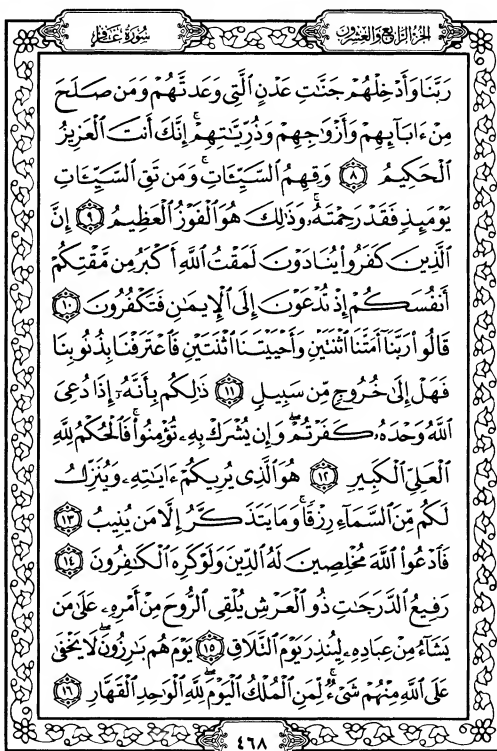 سُورَةُ غَافِرٍ
الجُزْءُ الرَّابِعُ وَالعِشْرُونَ
رَبَّنَا وَأَدْخِلْهُمْ جَنَّٰتِ عَدْنٍ ٱلَّتِى وَعَدتَّهُمْ وَمَن صَلَحَ
مِنْ ءَابَآئِهِمْ وَأَزْوَٰجِهِمْ وَذُرِّيَّٰتِهِمْ ۚ إِنَّكَ أَنتَ ٱلْعَزِيزُ
ٱلْحَكِيمُ ٨ وَقِهِمُ ٱلسَّيِّـَٔاتِ ۚ وَمَن تَقِ ٱلسَّيِّـَٔاتِ
يَوْمَئِذٍ فَقَدْ رَحِمْتَهُۥ ۚ وَذَٰلِكَ هُوَ ٱلْفَوْزُ ٱلْعَظِيمُ ٩ إِنَّ
ٱلَّذِينَ كَفَرُوا۟ يُنَادَوْنَ لَمَقْتُ ٱللَّهِ أَكْبَرُ مِن مَّقْتِكُمْ
أَنفُسَكُمْ إِذْ تُدْعَوْنَ إِلَى ٱلْإِيمَٰنِ فَتَكْفُرُونَ ١٠
قَالُوا۟ رَبَّنَآ أَمَتَّنَا ٱثْنَتَيْنِ وَأَحْيَيْتَنَا ٱثْنَتَيْنِ فَٱعْتَرَفْنَا بِذُنُوبِنَا
فَهَلْ إِلَىٰ خُرُوجٍ مِّن سَبِيلٍ ١١ ذَٰلِكُم بِأَنَّهُۥٓ إِذَا دُعِىَ
ٱللَّهُ وَحْدَهُۥ كَفَرْتُمْ ۖ وَإِن يُشْرَكْ بِهِۦ تُؤْمِنُوا۟ ۚ فَٱلْحُكْمُ لِلَّهِ
ٱلْعَلِىِّ ٱلْكَبِيرِ ١٢ هُوَ ٱلَّذِى يُرِيكُمْ ءَايَٰتِهِۦ وَيُنَزِّلُ
لَكُم مِّنَ ٱلسَّمَآءِ رِزْقًا ۚ وَمَا يَتَذَكَّرُ إِلَّا مَن يُنِيبُ ١٣
فَٱدْعُوا۟ ٱللَّهَ مُخْلِصِينَ لَهُ ٱلدِّينَ وَلَوْ كَرِهَ ٱلْكَٰفِرُونَ ١٤
رَفِيعُ ٱلدَّرَجَٰتِ ذُو ٱلْعَرْشِ يُلْقِى ٱلرُّوحَ مِنْ أَمْرِهِۦ عَلَىٰ مَن
يَشَآءُ مِنْ عِبَادِهِۦ لِيُنذِرَ يَوْمَ ٱلتَّلَاقِ ١٥ يَوْمَ هُم بَٰرِزُونَ ۖ لَا يَخْفَىٰ
عَلَى ٱللَّهِ مِنْهُمْ شَىْءٌ ۚ لِّمَنِ ٱلْمُلْكُ ٱلْيَوْمَ ۖ لِلَّهِ ٱلْوَٰحِدِ ٱلْقَهَّارِ ١٦
٤٦٨